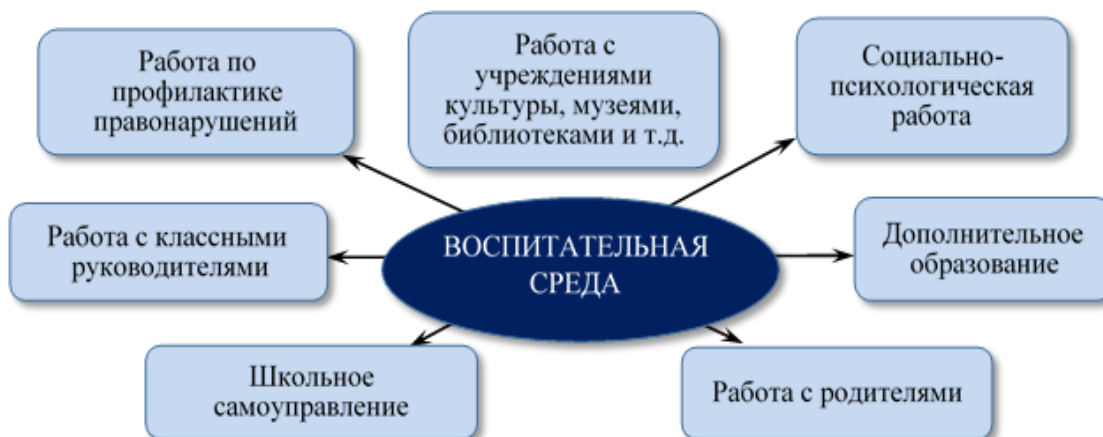 Работа по
профилактике
правонарушений
Работа с
учреждениями
культуры, музеями,
библиотеками и т.д.
Социально-
психологическая
работа
Работа с классными
руководителями
ВОСПИТАТЕЛЬНАЯ
СРЕДА
Дополнительное
образование
Школьное
самоуправление
Работа с родителями